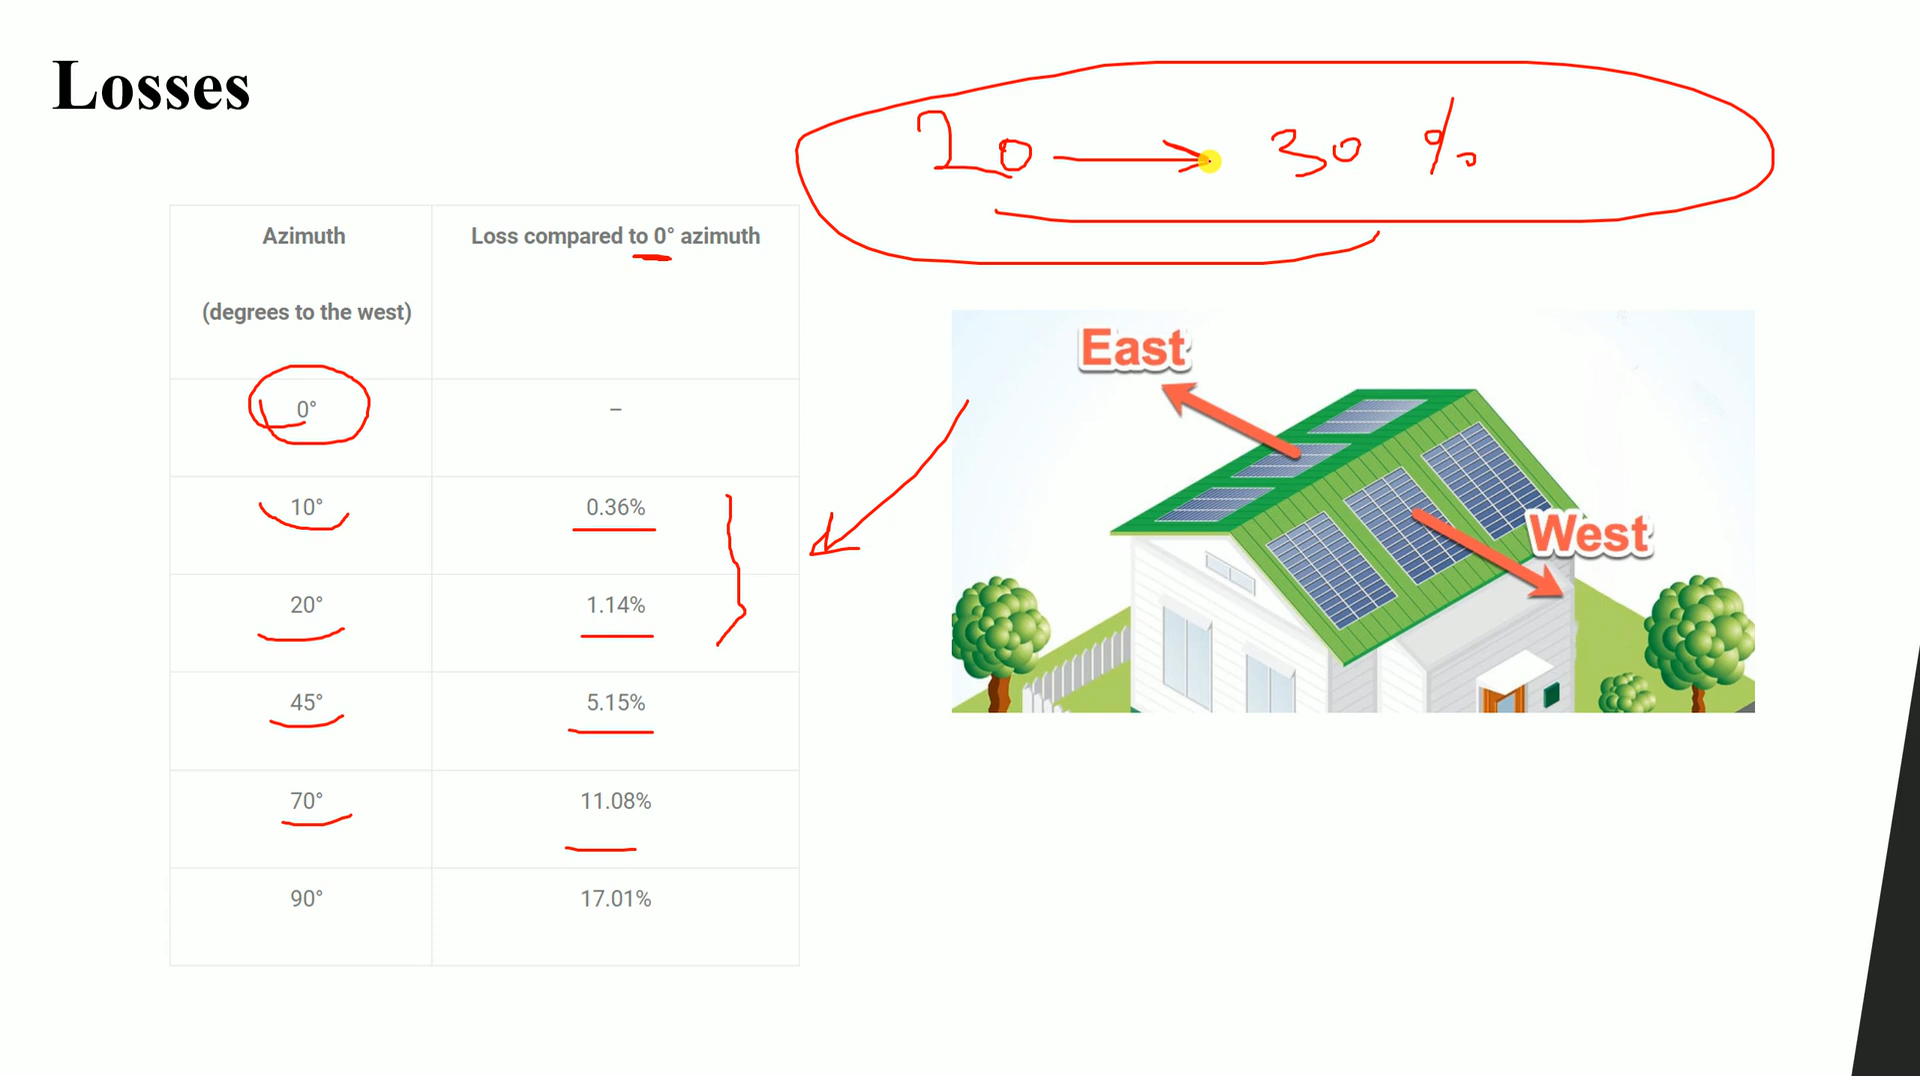 Losses
20 → 30 %
Azimuth
(degrees to the west)
Loss compared to 0° azimuth
0° –
10° 0.36%
20° 1.14%
45° 5.15%
70° 11.08%
90° 17.01%
East
West